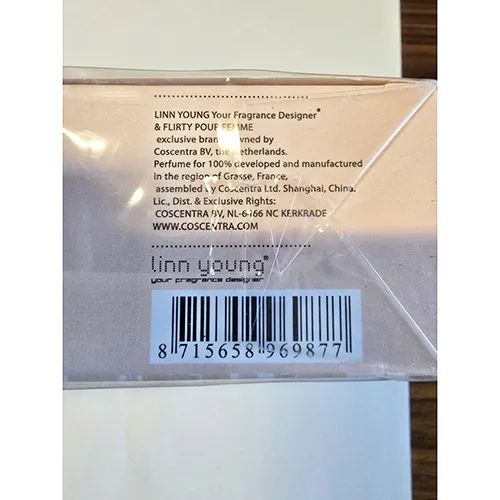 LINN YOUNG Your Fragrance Designer®
& FLIRTY POUR FEMME
exclusive brand owned by
Coscentra BV, the Netherlands.
Perfume for 100% developed and manufactured
in the region of Grasse, France,
assembled by Coscentra Ltd. Shanghai, China.
Lic., Dist. & Exclusive Rights:
COSCENTRA BV, NL-6466 NC KERKRADE
WWW.COSCENTRA.COM
linn young®
your fragrance designer
8 715658 969877